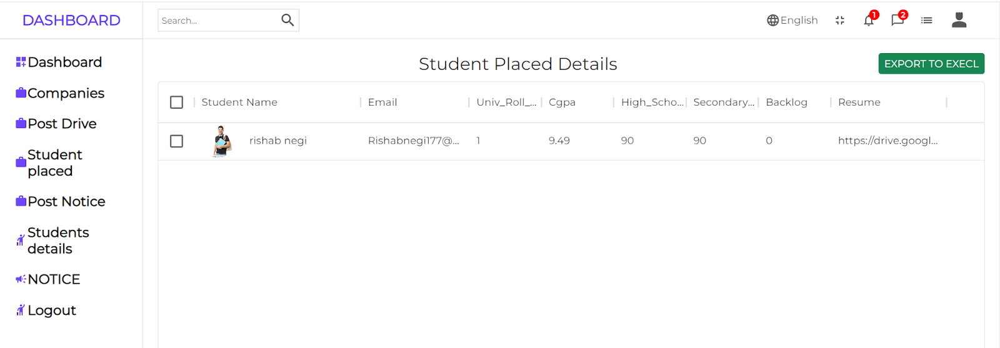 DASHBOARD
Search...
English
1
2
Dashboard
Companies
Post Drive
Student
placed
Post Notice
Students
details
NOTICE
Logout
Student Placed Details
EXPORT TO EXECL
Student Name Email Univ_Roll_... Cgpa High_Scho... Secondary... Backlog Resume
rishab negi Rishabnegi177@... 1 9.49 90 90 0 https://drive.googl...